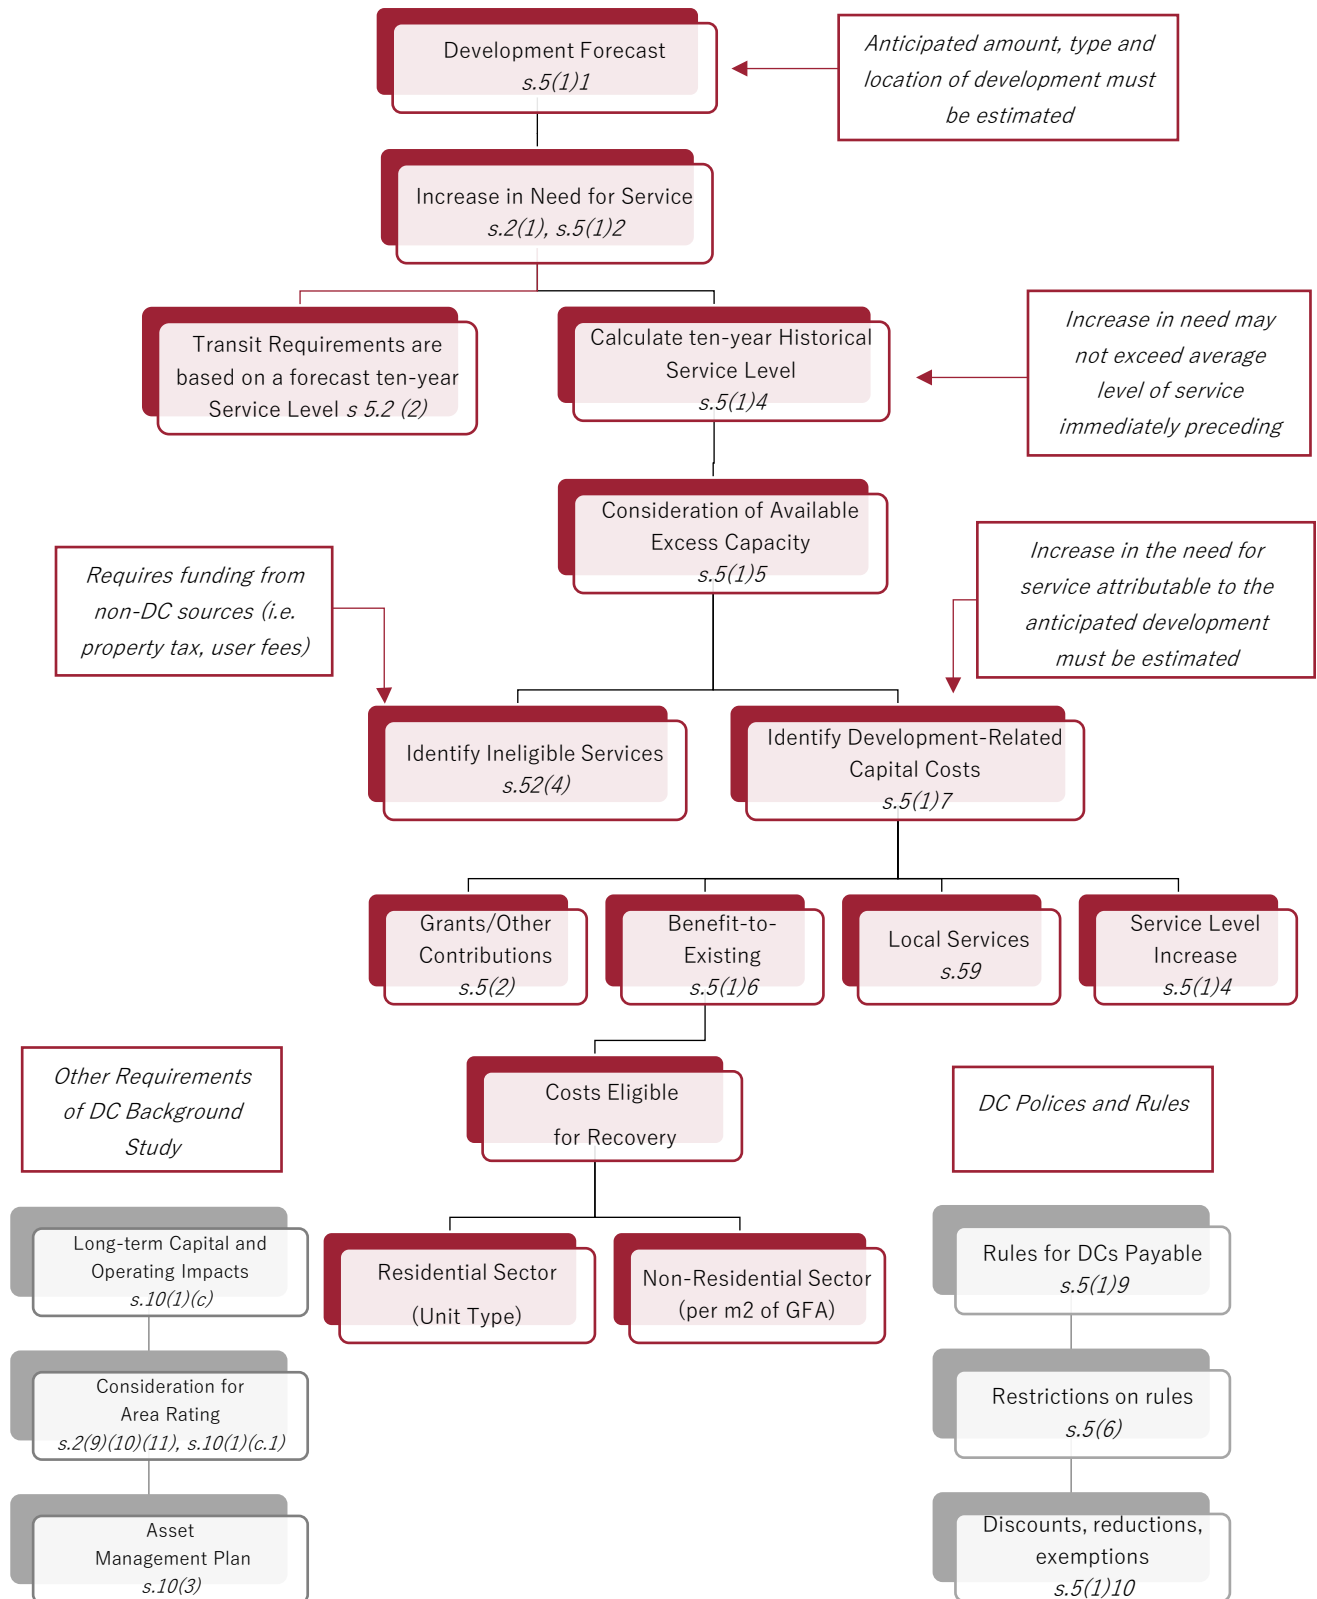 Development Forecast
s.5(1)1
Anticipated amount, type and
location of development must
be estimated
Increase in Need for Service
s.2(1), s.5(1)2
Transit Requirements are
based on a forecast ten-year
Service Level s 5.2 (2)
Calculate ten-year Historical
Service Level
s.5(1)4
Increase in need may
not exceed average
level of service
immediately preceding
Consideration of Available
Excess Capacity
s.5(1)5
Requires funding from
non-DC sources (i.e.
property tax, user fees)
Increase in the need for
service attributable to the
anticipated development
must be estimated
Identify Ineligible Services
s.52(4)
Identify Development-Related
Capital Costs
s.5(1)7
Grants/Other
Contributions
s.5(2)
Benefit-to-
Existing
s.5(1)6
Local Services
s.59
Service Level
Increase
s.5(1)4
Other Requirements
of DC Background
Study
Costs Eligible
for Recovery
DC Polices and Rules
Long-term Capital and
Operating Impacts
s.10(1)(c)
Residential Sector
(Unit Type)
Non-Residential Sector
(per m2 of GFA)
Rules for DCs Payable
s.5(1)9
Consideration for
Area Rating
s.2(9)(10)(11), s.10(1)(c.1)
Restrictions on rules
s.5(6)
Asset
Management Plan
s.10(3)
Discounts, reductions,
exemptions
s.5(1)10